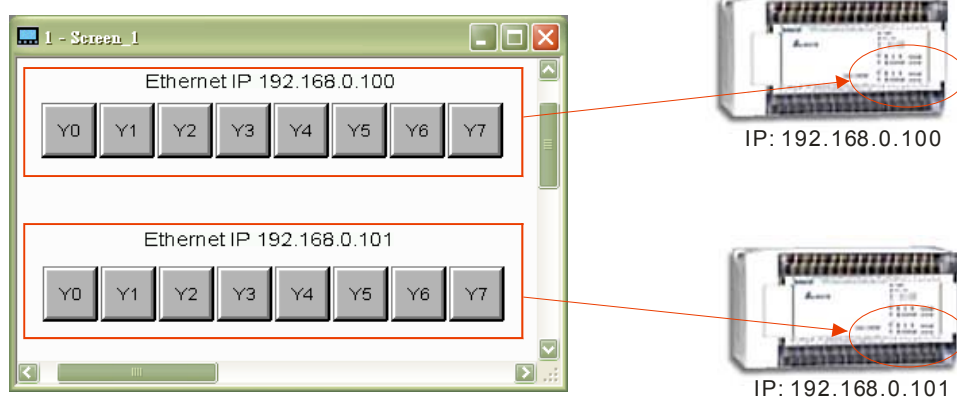 1 - Screen_1
Ethernet IP 192.168.0.100
Y0 Y1 Y2 Y3 Y4 Y5 Y6 Y7
IP: 192.168.0.100
Ethernet IP 192.168.0.101
Y0 Y1 Y2 Y3 Y4 Y5 Y6 Y7
IP: 192.168.0.101